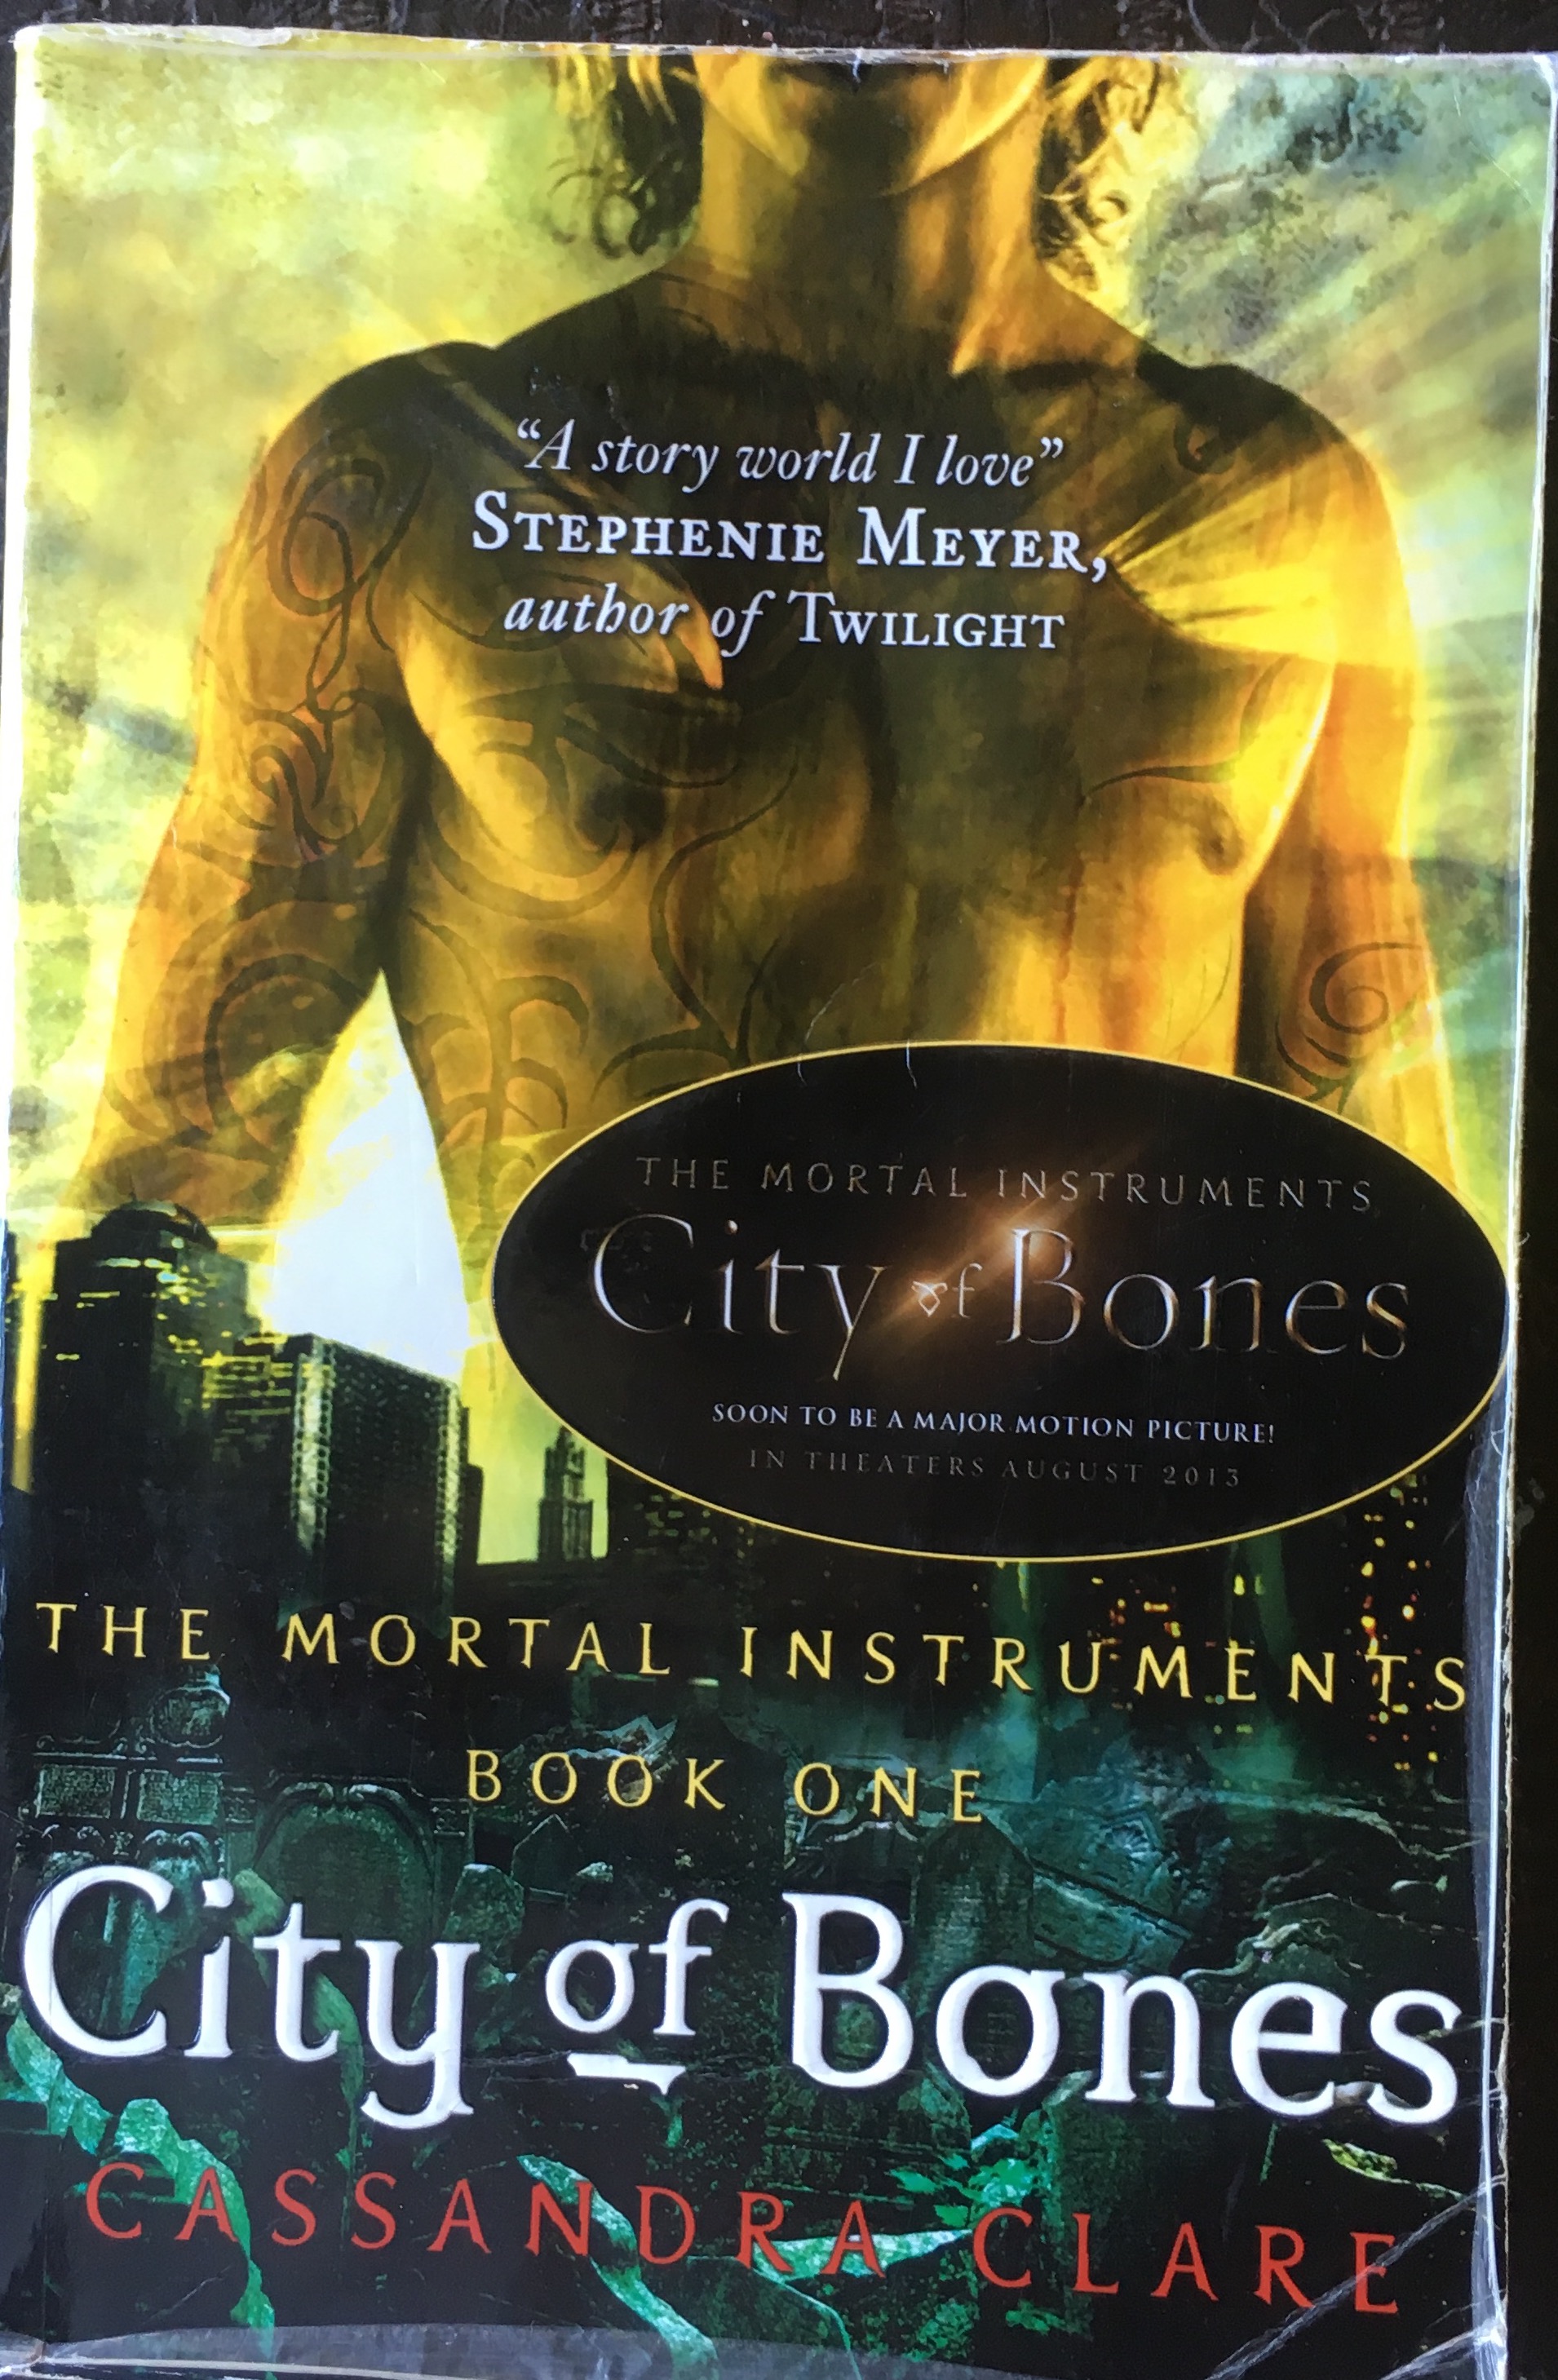 “A story world I love”
STEPHENIE MEYER,
author of TWILIGHT
THE MORTAL INSTRUMENTS
City of Bones
SOON TO BE A MAJOR MOTION PICTURE!
IN THEATERS AUGUST 2013
THE MORTAL INSTRUMENTS
BOOK ONE
City of Bones
CASSANDRA CLARE